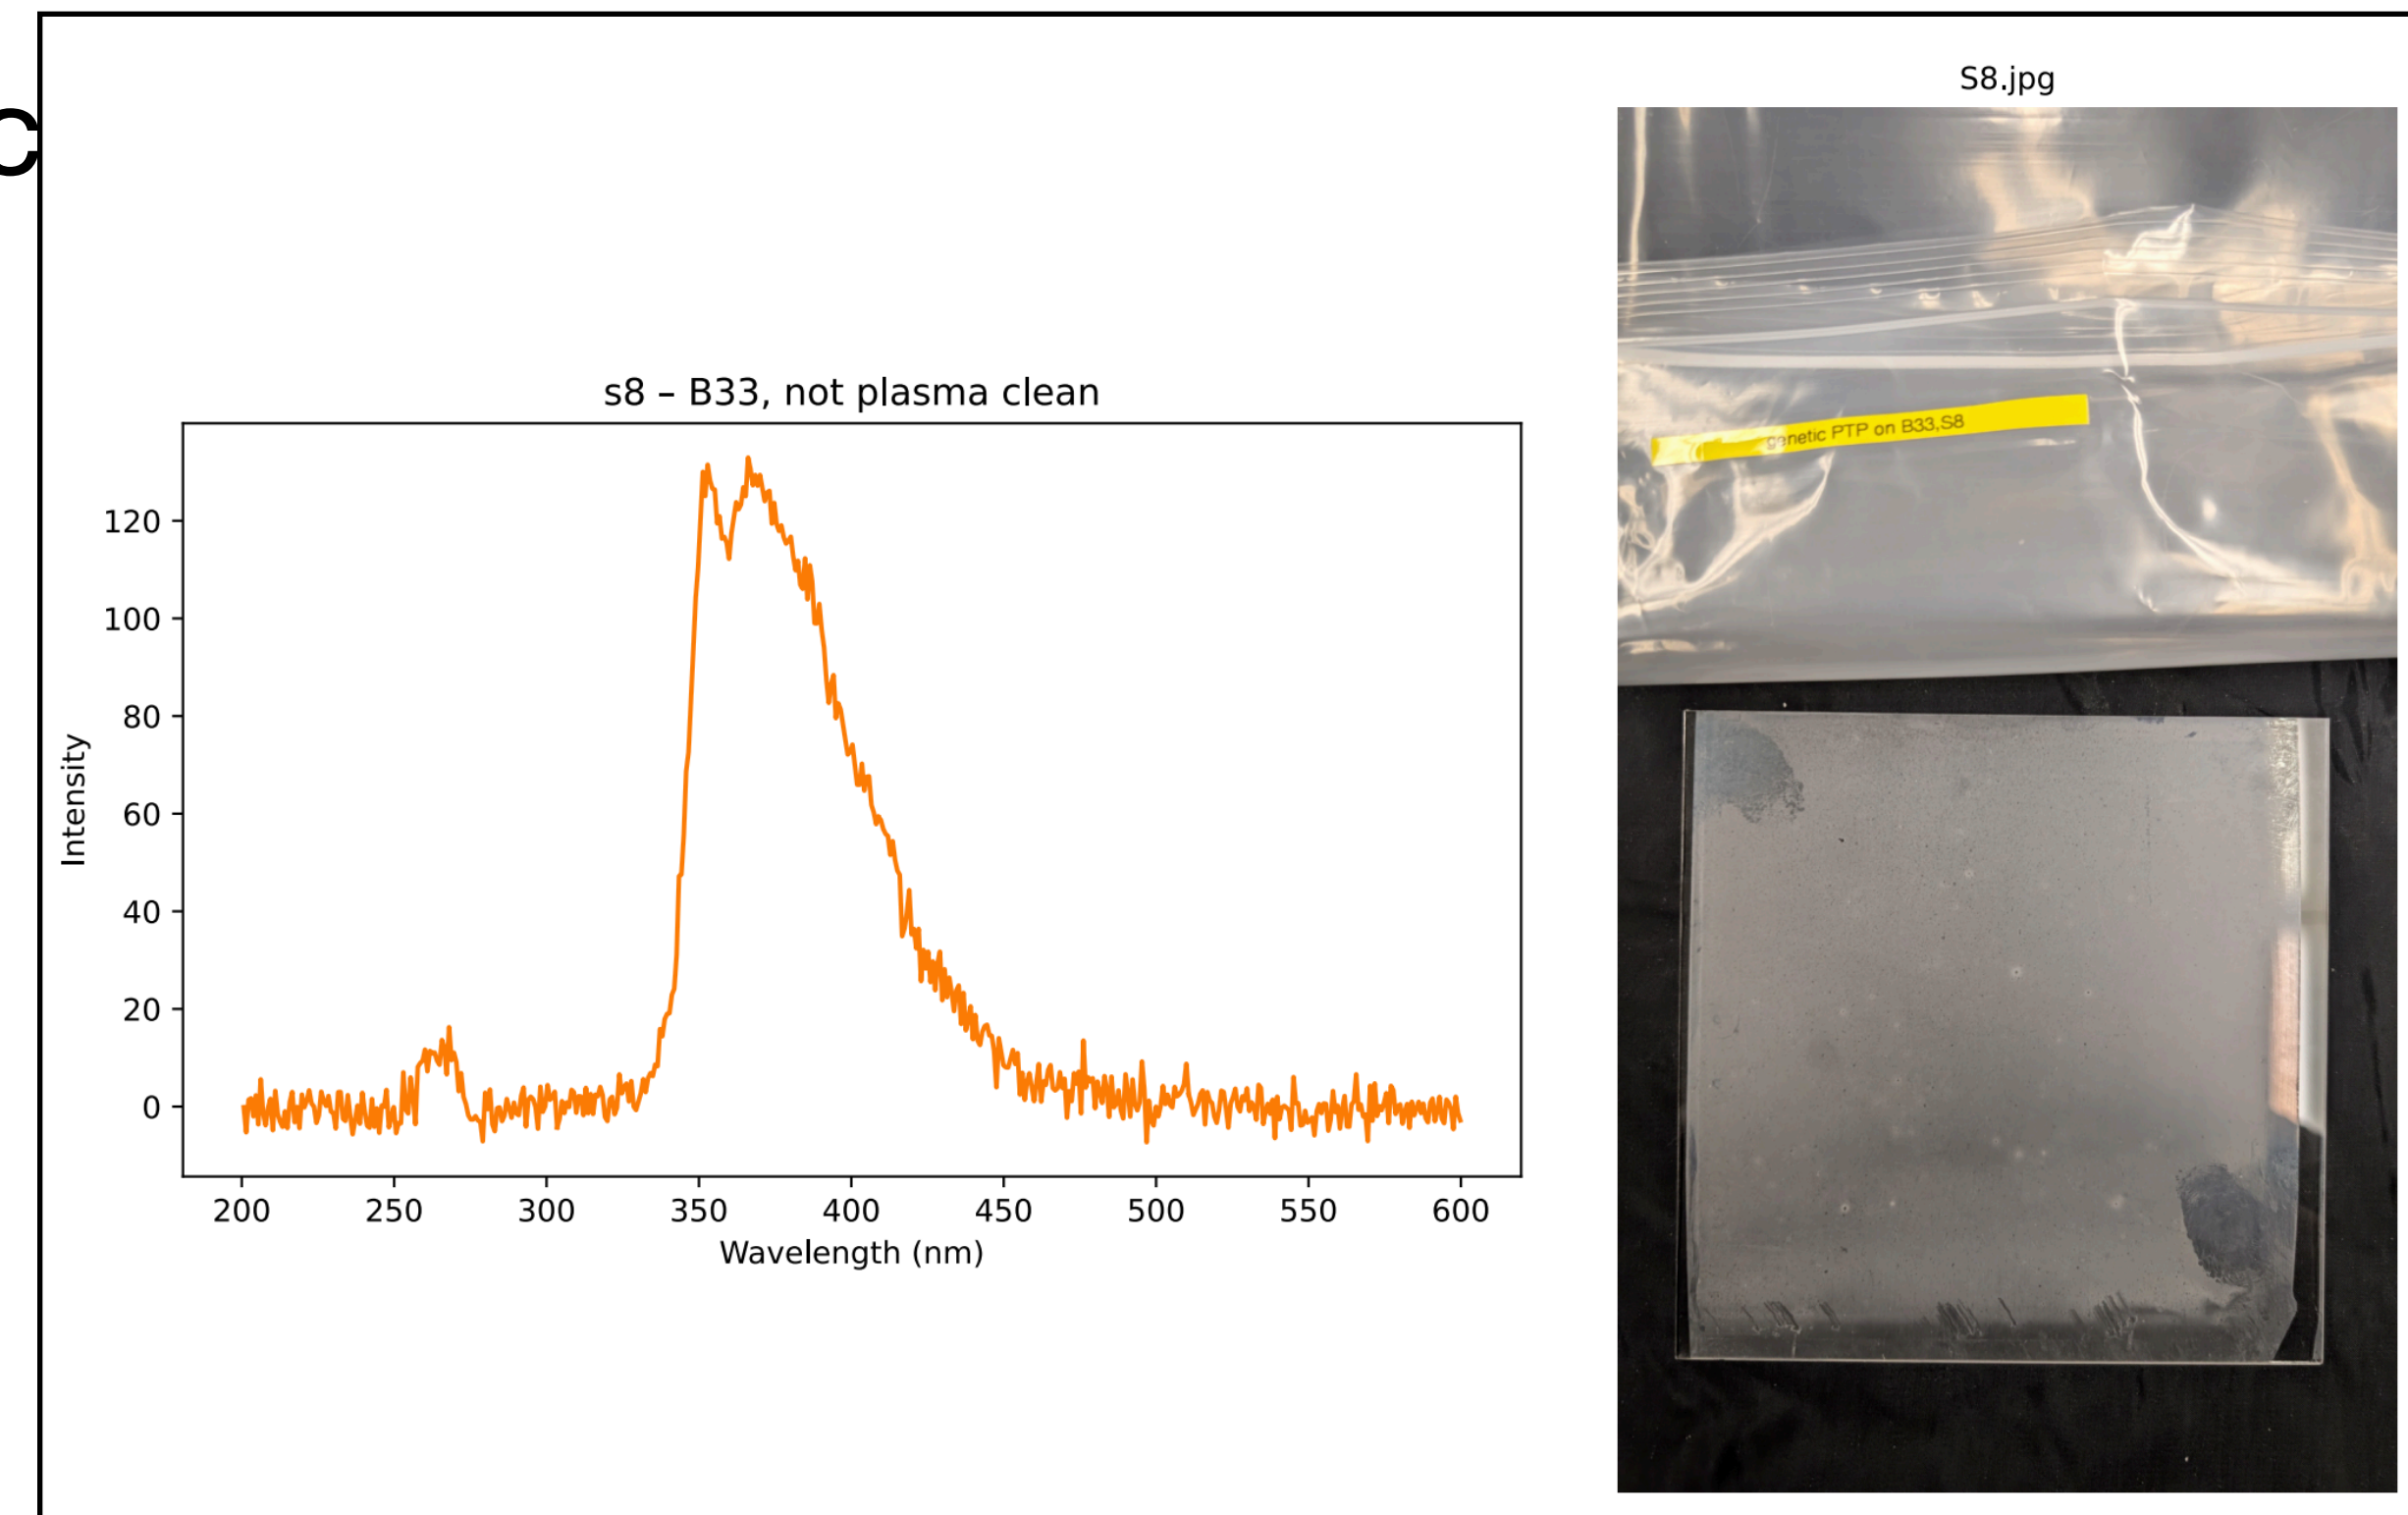 C
S8.jpg
genetic PTP on B33,S8
s8 – B33, not plasma clean
Intensity
120
100
80
60
40
20
0
200 250 300 350 400 450 500 550 600
Wavelength (nm)